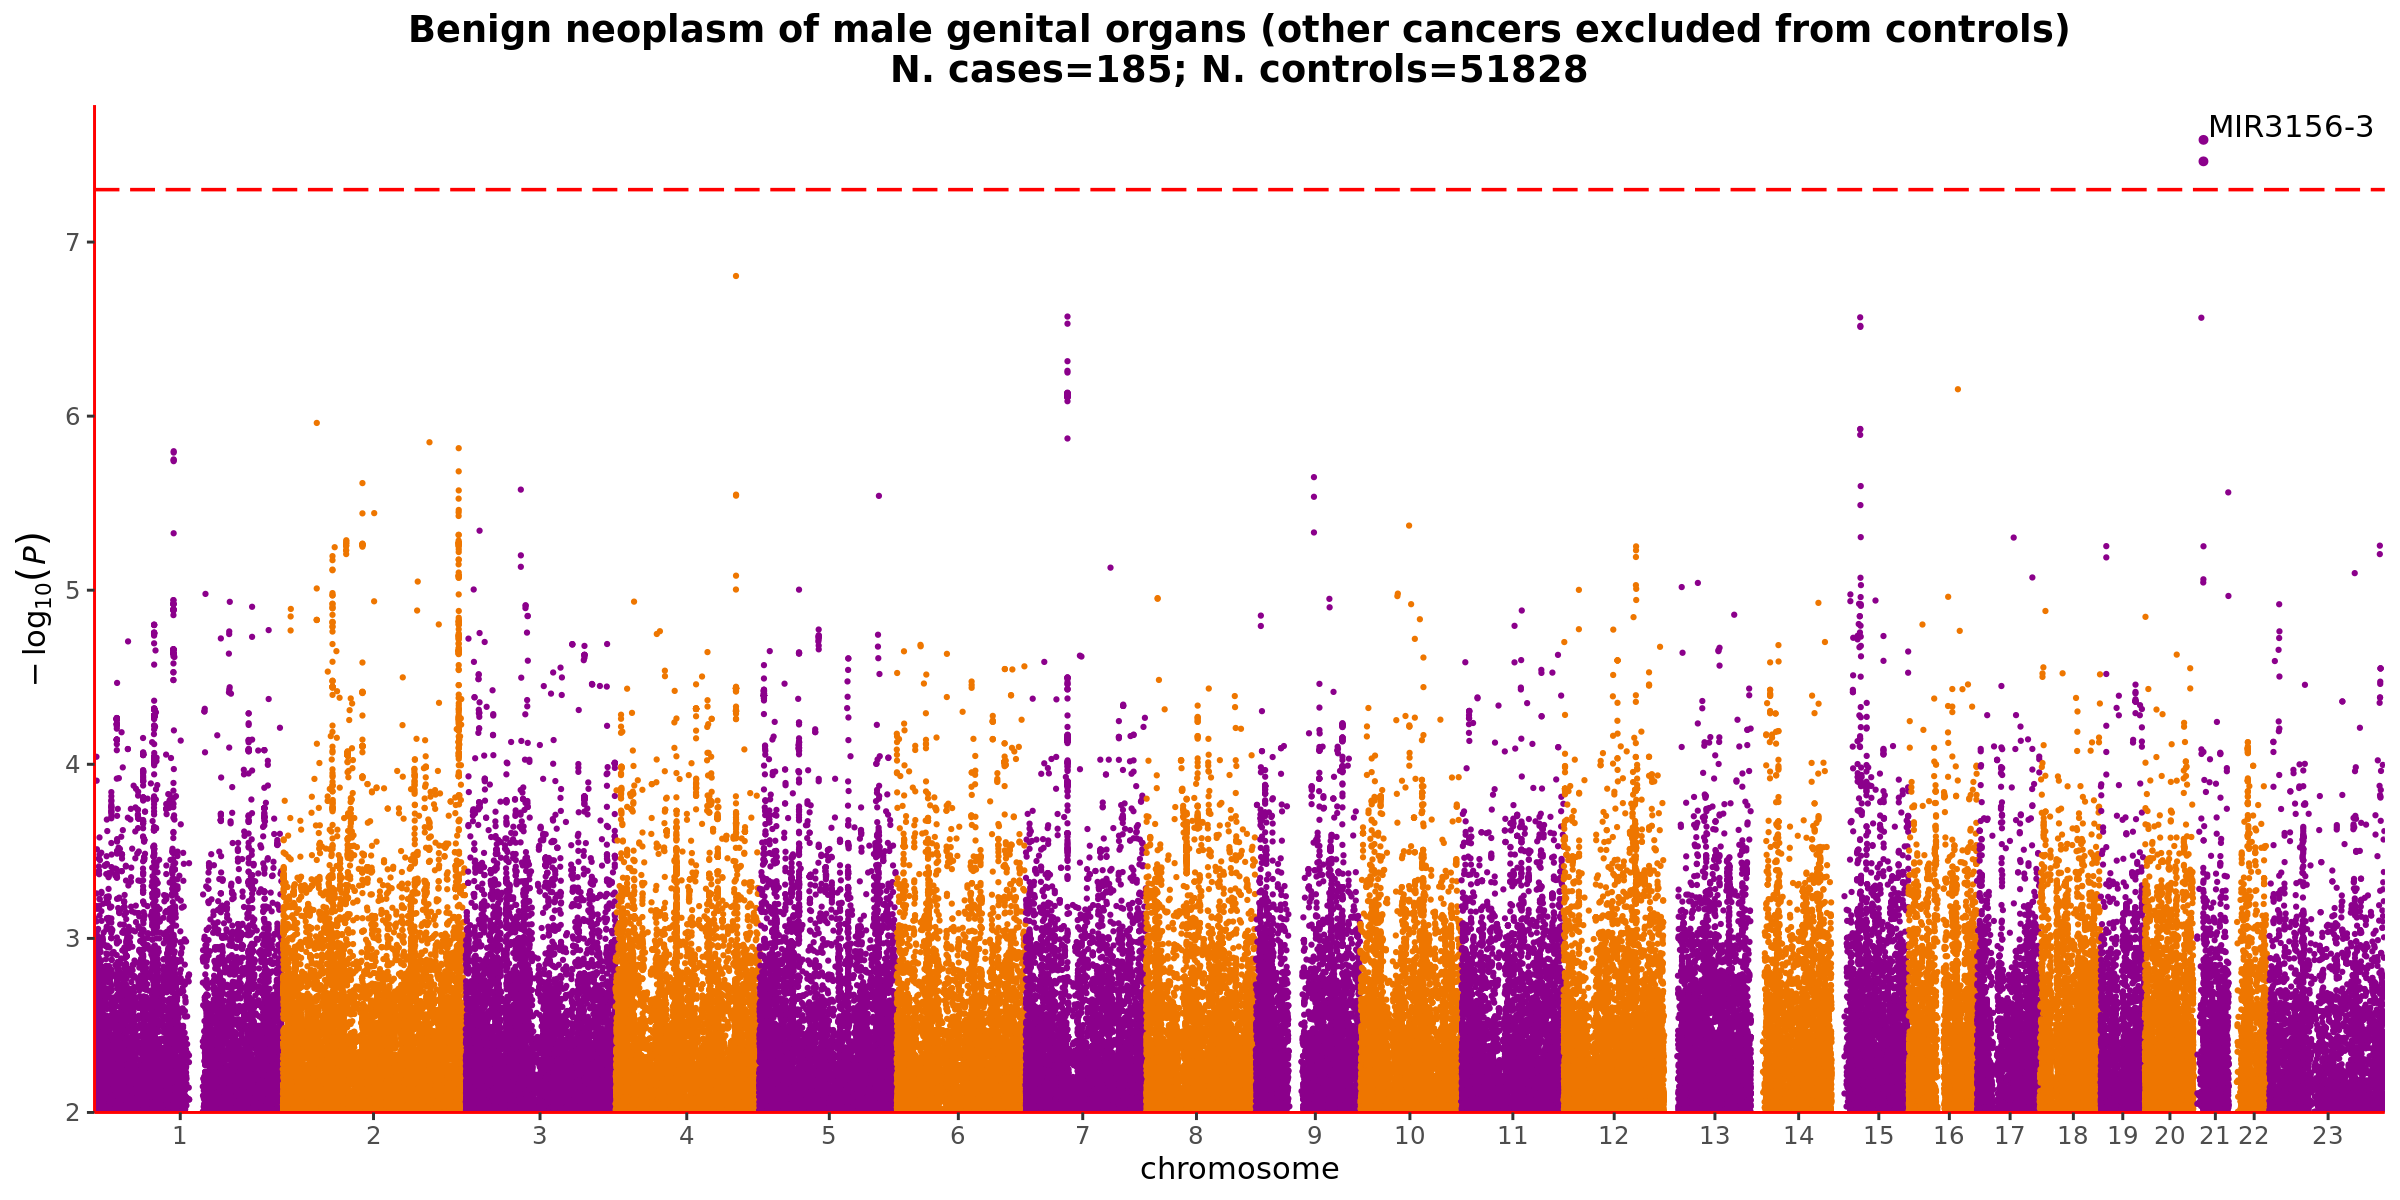 Benign neoplasm of male genital organs (other cancers excluded from controls)
N. cases=185; N. controls=51828
MIR3156-3
7
6
5
4
3
2
−log₁₀(P)
1 2 3 4 5 6 7 8 9 10 11 12 13 14 15 16 17 18 19 20 21 22 23
chromosome